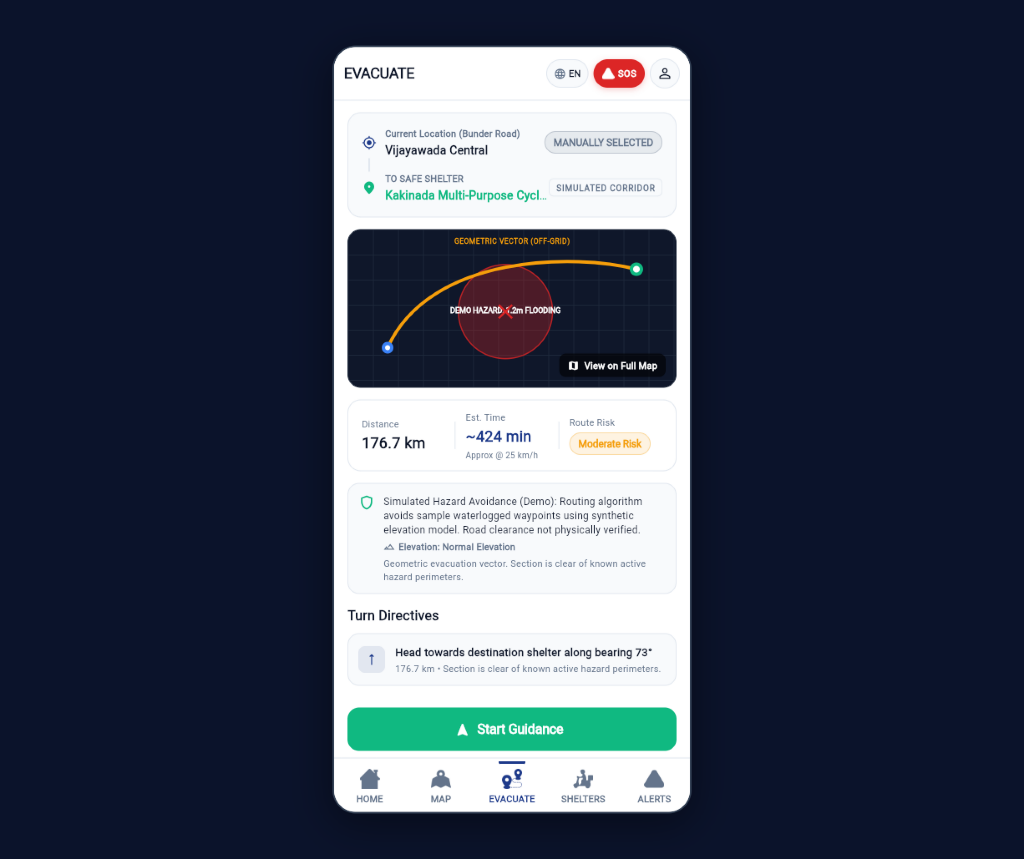 EVACUATE
EN
SOS
Current Location (Bunder Road)
Vijayawada Central
MANUALLY SELECTED
TO SAFE SHELTER
Kakinada Multi-Purpose Cycl...
SIMULATED CORRIDOR
GEOMETRIC VECTOR (OFF-GRID)
DEMO HAZARD .2m FLOODING
View on Full Map
Distance
176.7 km
Est. Time
~424 min
Approx @ 25 km/h
Route Risk
Moderate Risk
Simulated Hazard Avoidance (Demo): Routing algorithm
avoids sample waterlogged waypoints using synthetic
elevation model. Road clearance not physically verified.
Elevation: Normal Elevation
Geometric evacuation vector. Section is clear of known active
hazard perimeters.
Turn Directives
Head towards destination shelter along bearing 73°
176.7 km • Section is clear of known active hazard perimeters.
Start Guidance
HOME
MAP
EVACUATE
SHELTERS
ALERTS